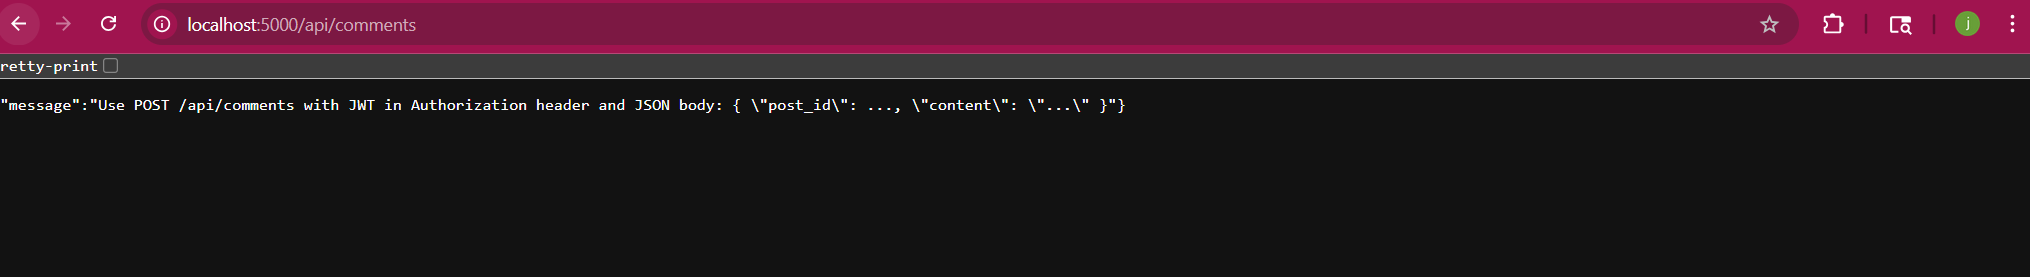 localhost:5000/api/comments
j
retty-print
"message":"Use POST /api/comments with JWT in Authorization header and JSON body: { \"post_id\": ..., \"content\": \"...\" }"}